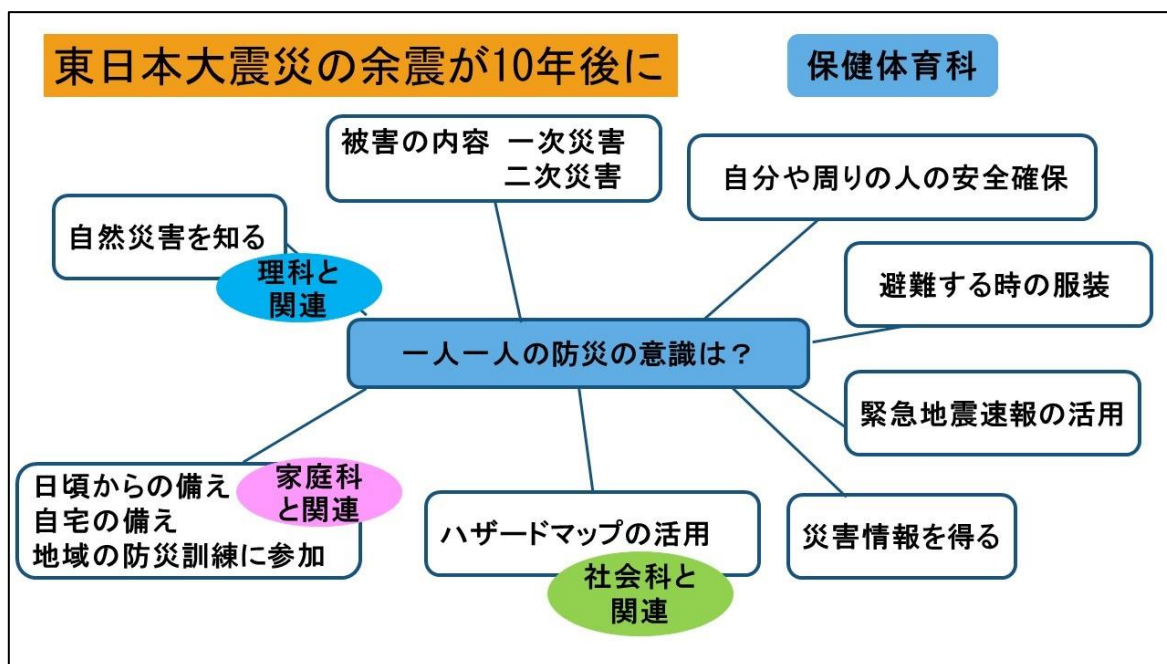 東日本大震災の余震が10年後に
保健体育科
被害の内容 一次災害
二次災害
自分や周りの人の安全確保
自然災害を知る
理科と
関連
避難する時の服装
一人一人の防災の意識は？
緊急地震速報の活用
日頃からの備え
自宅の備え
地域の防災訓練に参加
家庭科
と関連
ハザードマップの活用
社会科と
関連
災害情報を得る